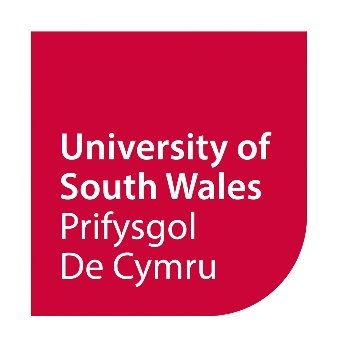 University of
South Wales
Prifysgol
De Cymru